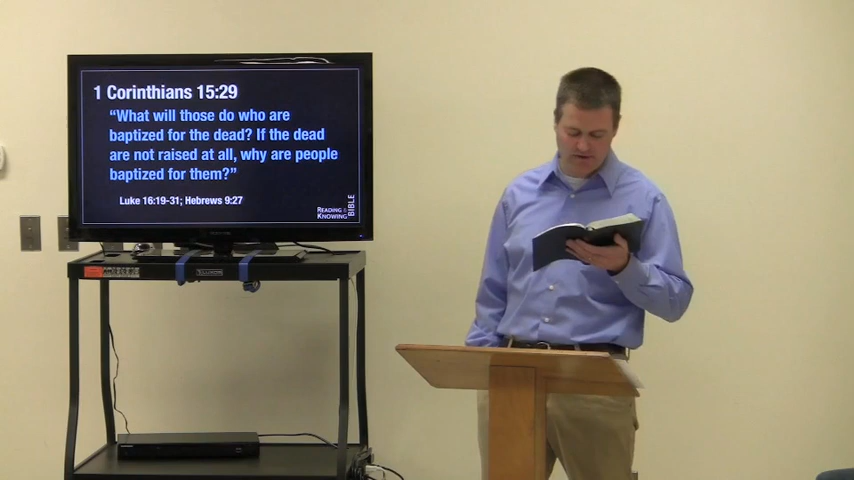 1 Corinthians 15:29
“What will those do who are
baptized for the dead? If the dead
are not raised at all, why are people
baptized for them?”
Luke 16:19-31; Hebrews 9:27
READING &
KNOWING
BIBLE